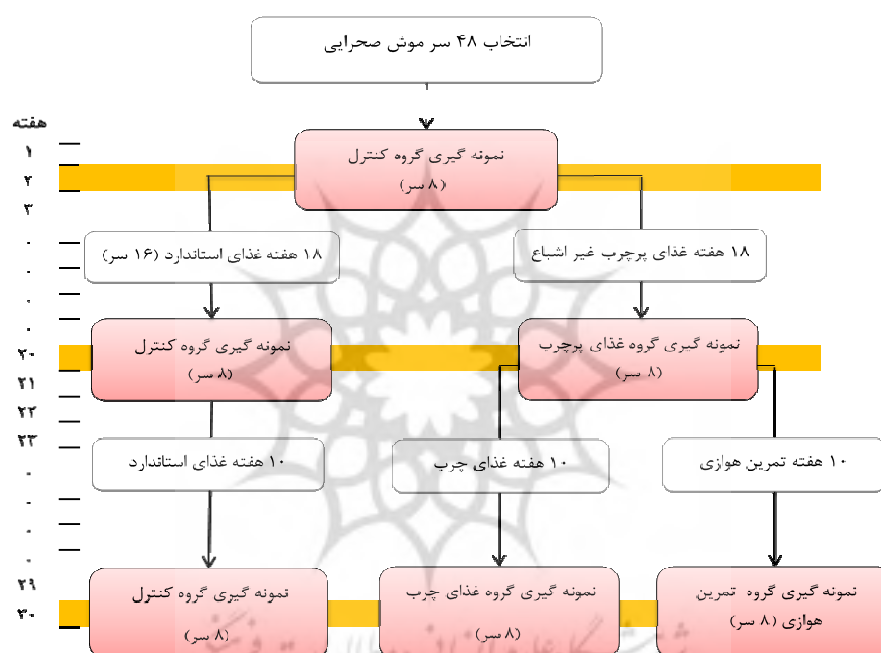 انتخاب ۴۸ سر موش صحرایی
هفته
۱
۲
۳
۲۰
۲۱
۲۲
۲۳
۲۹
۳۰
نمونه گیری گروه کنترل
(۸ سر)
۱۸ هفته غذای پرچرب غیر اشباع
۱۸ هفته غذای استاندارد (۱۶ سر)
نمونه گیری گروه غذای پرچرب
(۸ سر)
نمونه گیری گروه کنترل
(۸ سر)
۱۰ هفته تمرین هوازی
۱۰ هفته غذای چرب
۱۰ هفته غذای استاندارد
نمونه گیری گروه تمرین
هوازی (۸ سر)
نمونه گیری گروه غذای چرب
(۸ سر)
نمونه گیری گروه کنترل
(۸ سر)